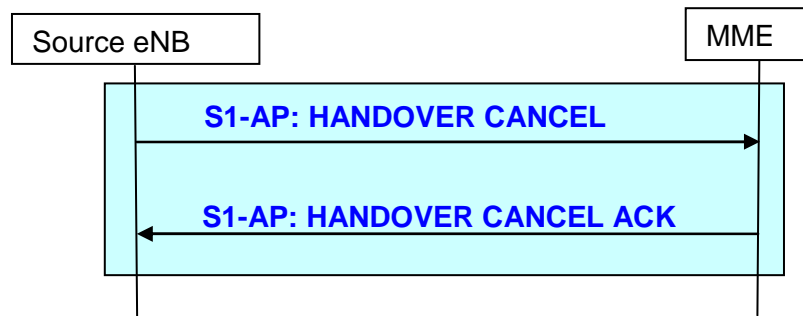 Source eNB
MME
S1-AP: HANDOVER CANCEL
S1-AP: HANDOVER CANCEL ACK